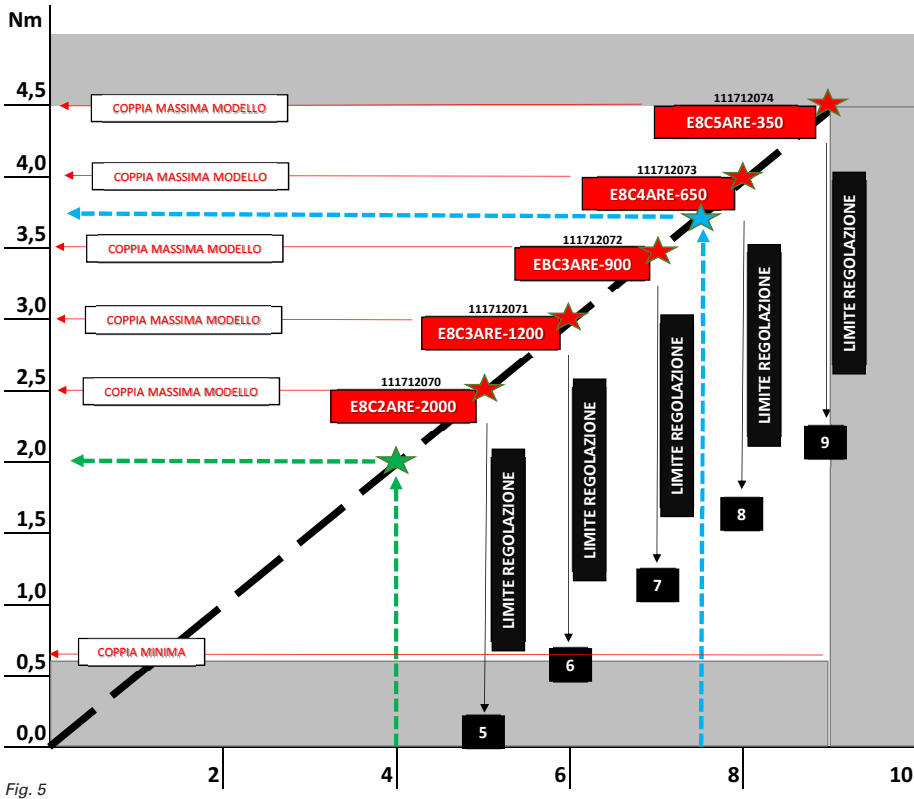 Nm
4,5
COPPIA MASSIMA MODELLO
111712074
E8C5ARE-350
4,0
COPPIA MASSIMA MODELLO
111712073
E8C4ARE-650
3,5
COPPIA MASSIMA MODELLO
111712072
EBC3ARE-900
3,0
COPPIA MASSIMA MODELLO
111712071
E8C3ARE-1200
2,5
COPPIA MASSIMA MODELLO
111712070
E8C2ARE-2000
2,0
1,5
1,0
COPPIA MINIMA
0,5
0,0
LIMITE REGOLAZIONE
5
LIMITE REGOLAZIONE
6
LIMITE REGOLAZIONE
7
LIMITE REGOLAZIONE
8
LIMITE REGOLAZIONE
9
2
4
6
8
10
Fig. 5